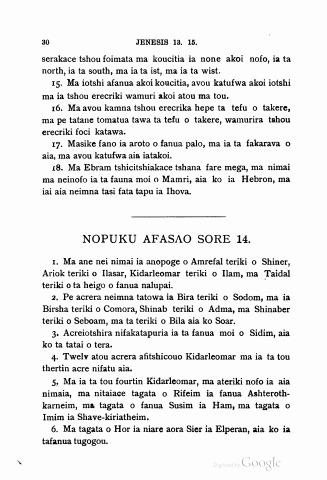 30 JENESIS 13. 15.
serakace tshou foimata ma koucitia ia none akoi nofo, ia ta
north, ia ta south, ma ia ta ist, ma ia ta wist.
15. Ma iotshi afanua akoi koucitia, avou katufwa akoi iotshi
ma ia tshou erecriki wamuri akoi atou ma tou.
16. Ma avou kamna tshou erecrika hepe ta tefu o takere,
ma pe tatane tomatua tawa ta tefu o takere, wamurira tshou
erecriki foci katawa.
17. Masike fano ia aroto o fanua palo, ma ia ta fakarava o
aia, ma avou katufwa aia iatakoi.
18. Ma Ebram tshicitshiakace tshana fare mega, ma nimai
ma neinofo ia ta fauna moi o Mamri, aia ko ia Hebron, ma
iai aia neimna tasi fata tapu ia Ihova.
NOPUKU AFASAO SORE 14.
1. Ma ane nei nimai ia anopoge o Amrefal teriki o Shiner,
Ariok teriki o Ilasar, Kidarleomar teriki o Ilam, ma Taidal
teriki o ta heigo o fanua nalupai.
2. Pe acrera neimna tatowa ia Bira teriki o Sodom, ma ia
Birsha teriki o Comora, Shinab teriki o Adma, ma Shinaber
teriki o Seboam, ma ta teriki o Bila aia ko Soar.
3. Acreiotshira nifakatapuria ia ta fanua moi o Sidim, aia
ko ta tatai o tera.
4. Twelv atou acrera afitshicouo Kidarleomar ma ia ta tou
thertin acre nifatu aia.
5. Ma ia ta tou fourtin Kidarleomar, ma ateriki nofo ia aia
nimaia, ma nitaiace tagata o Rifeim ia fanua Ashteroth-
karneim, ma tagata o fanua Susim ia Ham, ma tagata o
Imim ia Shave-kiriatheim.
6. Ma tagata o Hor ia niare aora Sier ia Elperan, aia ko ia
tafanua tugogou.
Digitized by Google